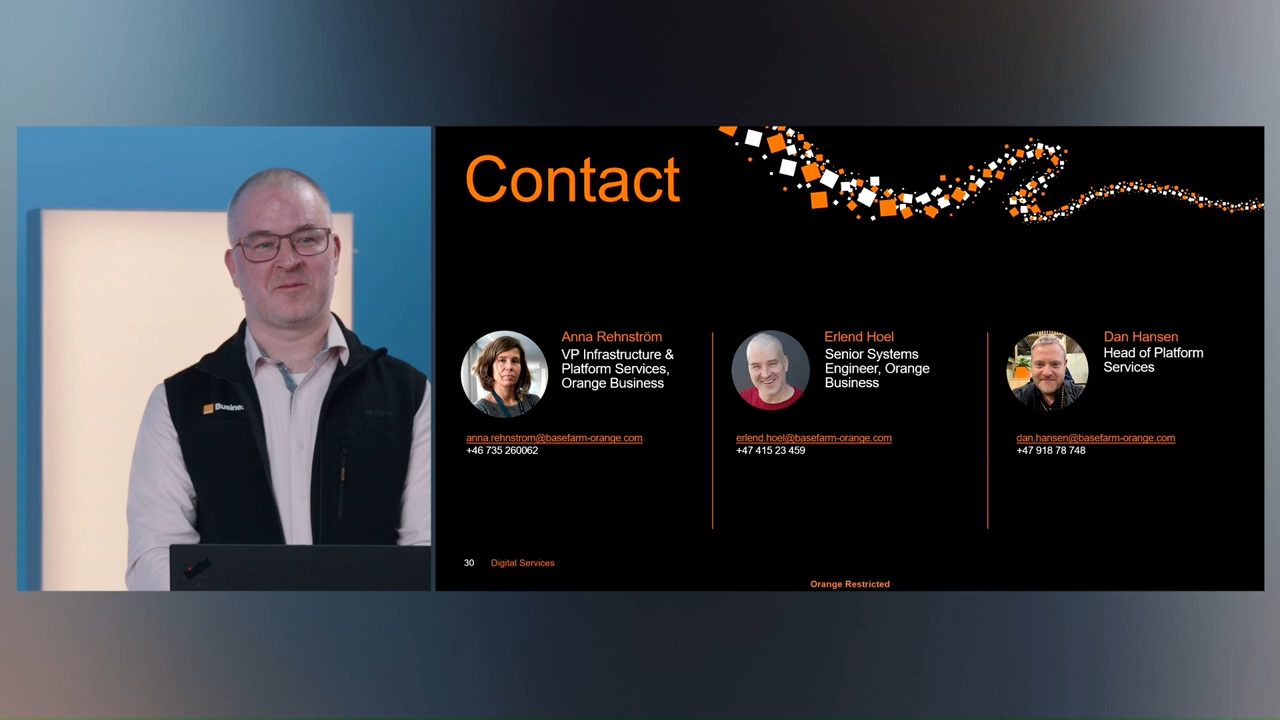 Contact
Anna Rehnström
VP Infrastructure &
Platform Services,
Orange Business
anna.rehnstrom@basefarm-orange.com
+46 735 260062
Erlend Hoel
Senior Systems
Engineer, Orange
Business
erlend.hoel@basefarm-orange.com
+47 415 23 459
Dan Hansen
Head of Platform
Services
dan.hansen@basefarm-orange.com
+47 918 78 748
30 Digital Services
Orange Restricted
ThinkPad